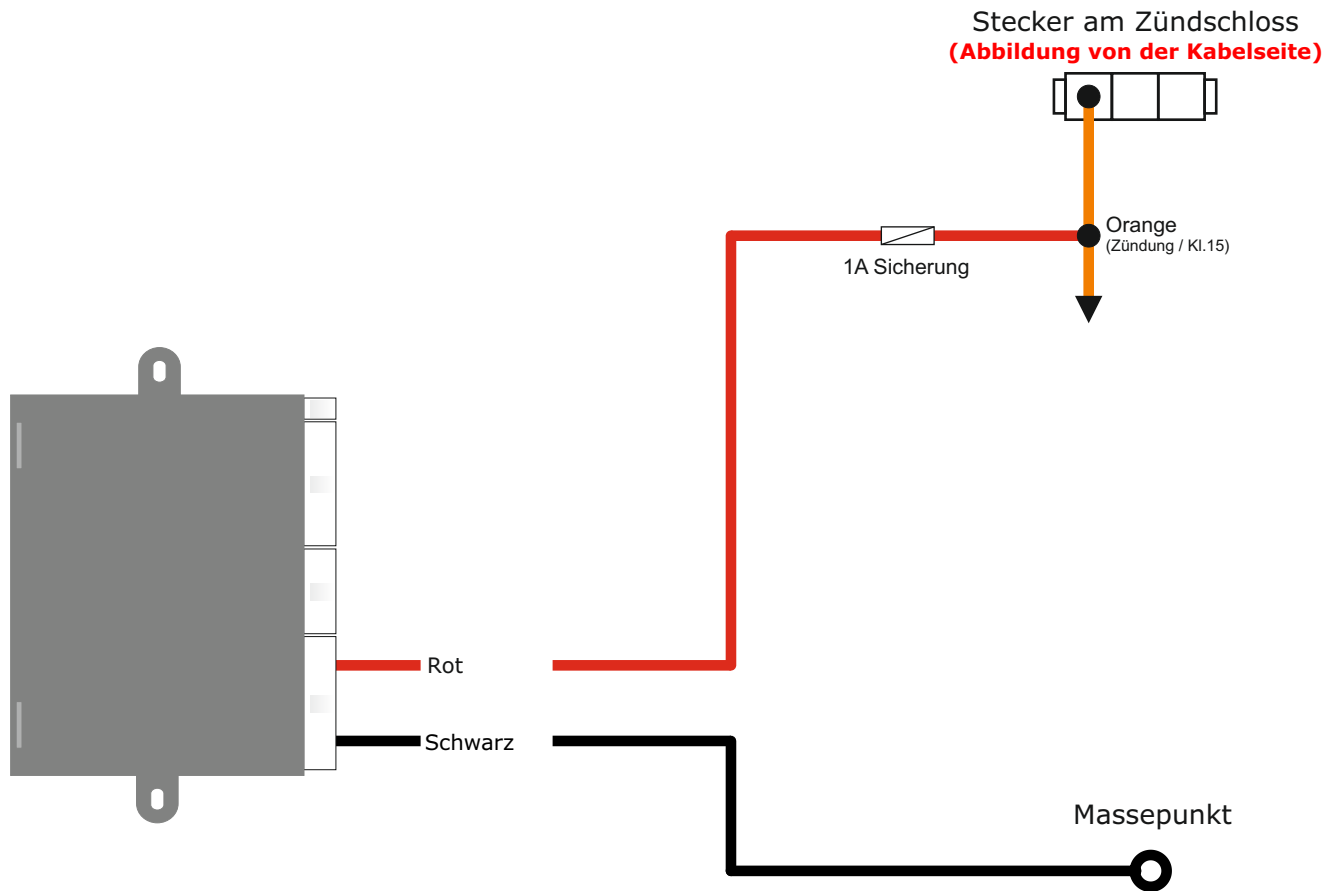 Stecker am Zündschloss
(Abbildung von der Kabelseite)
Orange
(Zündung / Kl.15)
1A Sicherung
Rot
Schwarz
Massepunkt